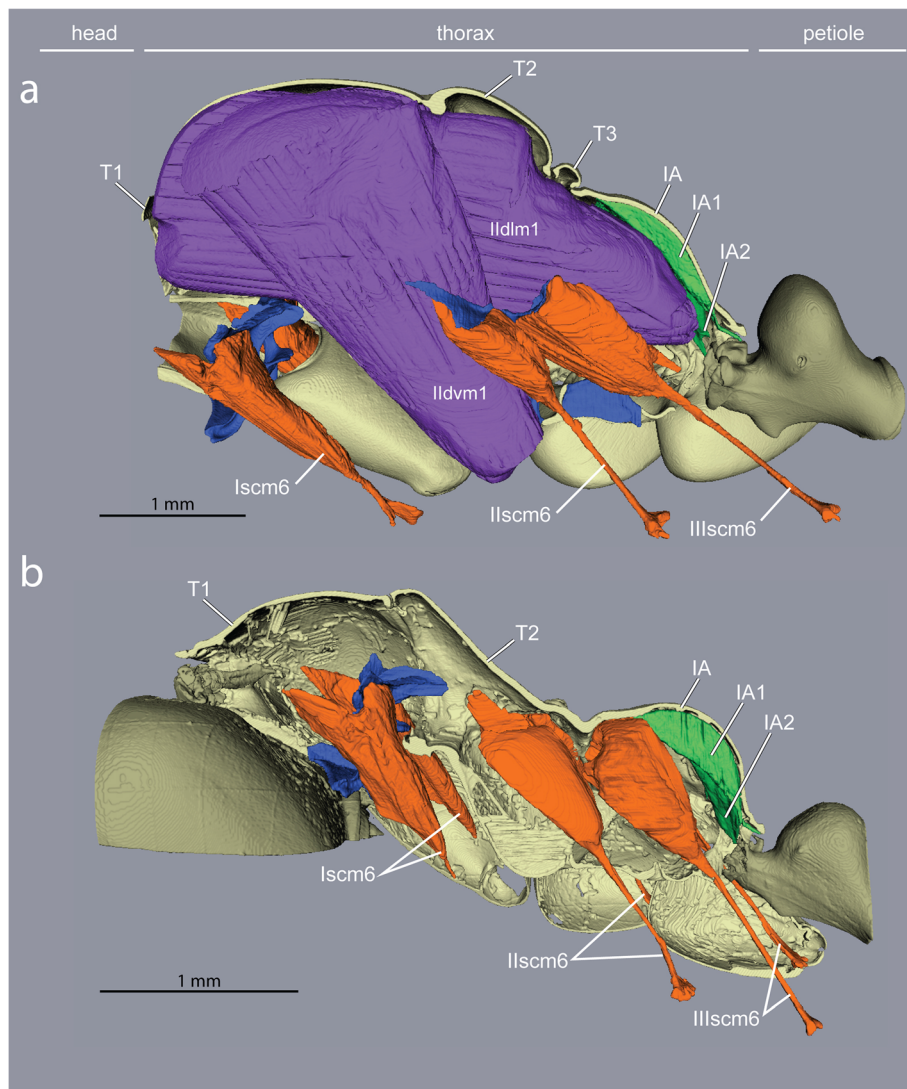 head thorax petiole
a
T2
T3
T1
IA
IA1
IA2
IIdlm1
IIdvm1
Iscm6
IIscm6
IIIscm6
1 mm
b
T1
T2
IA
IA1
IA2
Iscm6
IIscm6
IIIscm6
1 mm